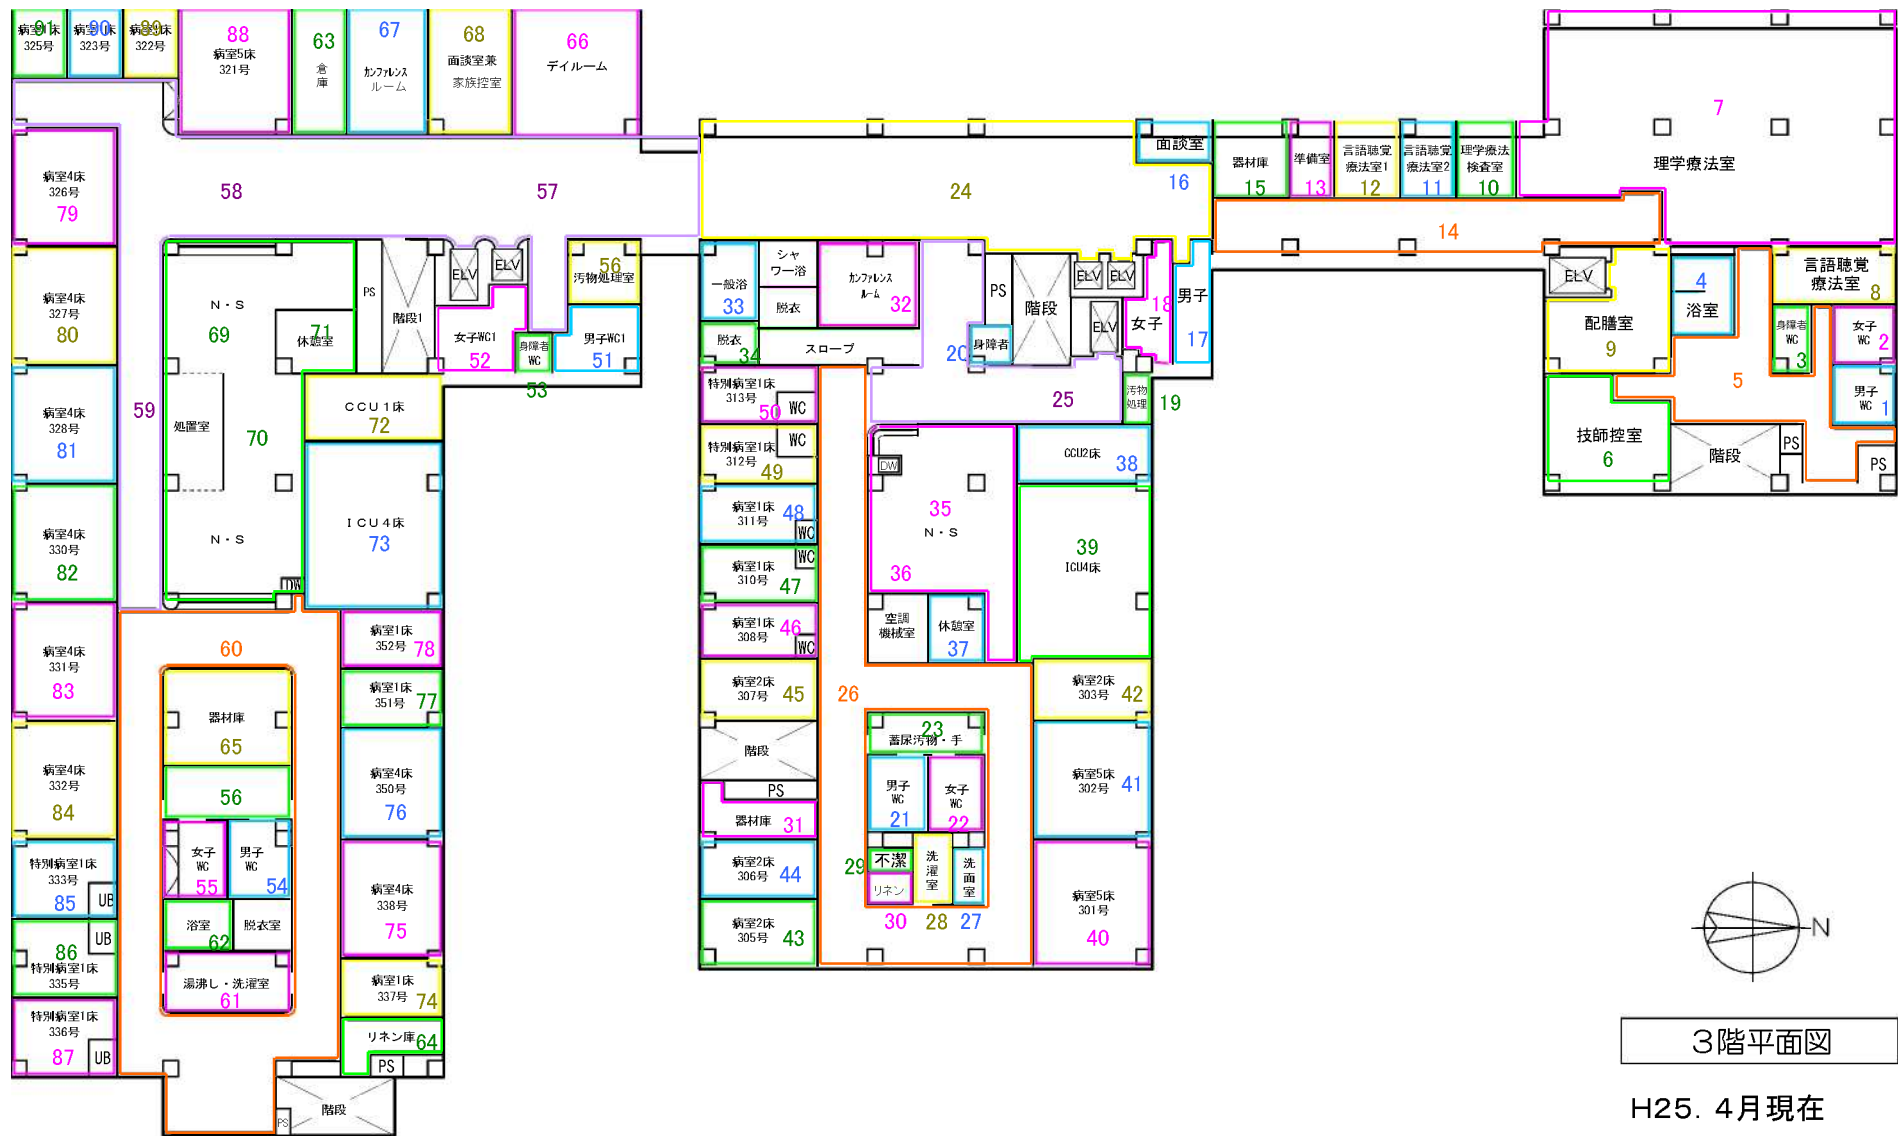 91
病室1床
325号
90
病室1床
323号
89
322号
88
病室5床
321号
63
倉
庫
67
カンファレンス
ルーム
68
面談室兼
家族控室
66
デイルーム
7
理学療法室
面談室
16
器材庫
15
準備室
13
言語聴覚
療法室1
12
言語聴覚
療法室2
11
理学療法
検査室
10
14
24
57
58
病室4床
326号
79
病室4床
327号
80
病室4床
328号
81
病室4床
330号
82
病室4床
331号
83
病室4床
332号
84
特別病室1床
333号
85
UB
86
UB
特別病室1床
335号
特別病室1床
336号
87
UB
59
N・S
69
71
休憩室
処置室
70
N・S
DW
PS
階段1
ELV
ELV
女子WC1
52
身障者
WC
53
56
汚物処理室
男子WC1
51
CCU1床
72
ICU4床
73
60
病室1床
352号
78
病室1床
351号
77
病室4床
350号
76
病室4床
338号
75
病室1床
337号
74
リネン庫
64
PS
器材庫
65
56
女子
WC
55
男子
WC
54
浴室
62
脱衣室
湯沸し・洗濯室
61
PS
階段
一般浴
33
シャ
ワー浴
脱衣
カンファレンス
ルーム
32
脱衣
34
スロープ
20
身障者
PS
階段
ELV
ELV
ELV
18
女子
男子
17
25
汚物
処理
19
特別病室1床
313号
50
WC
特別病室1床
312号
49
WC
病室1床
311号
48
WC
病室1床
310号
47
WC
病室1床
308号
46
WC
病室2床
307号
45
階段
PS
器材庫
31
病室2床
306号
44
病室2床
305号
43
26
DW
35
N・S
36
空調
機械室
休憩室
37
CCU2床
38
39
ICU4床
病室2床
303号
42
病室5床
302号
41
病室5床
301号
40
23
蓄尿汚物・手
男子
WC
21
女子
WC
22
29
不潔
リネン
30
洗
濯
室
28
洗
面
室
27
ELV
配膳室
9
4
浴室
言語聴覚
療法室
8
身障者
WC
3
女子
WC
2
男子
WC
1
5
技師控室
6
階段
PS
PS
N
3階平面図
H25. 4月現在